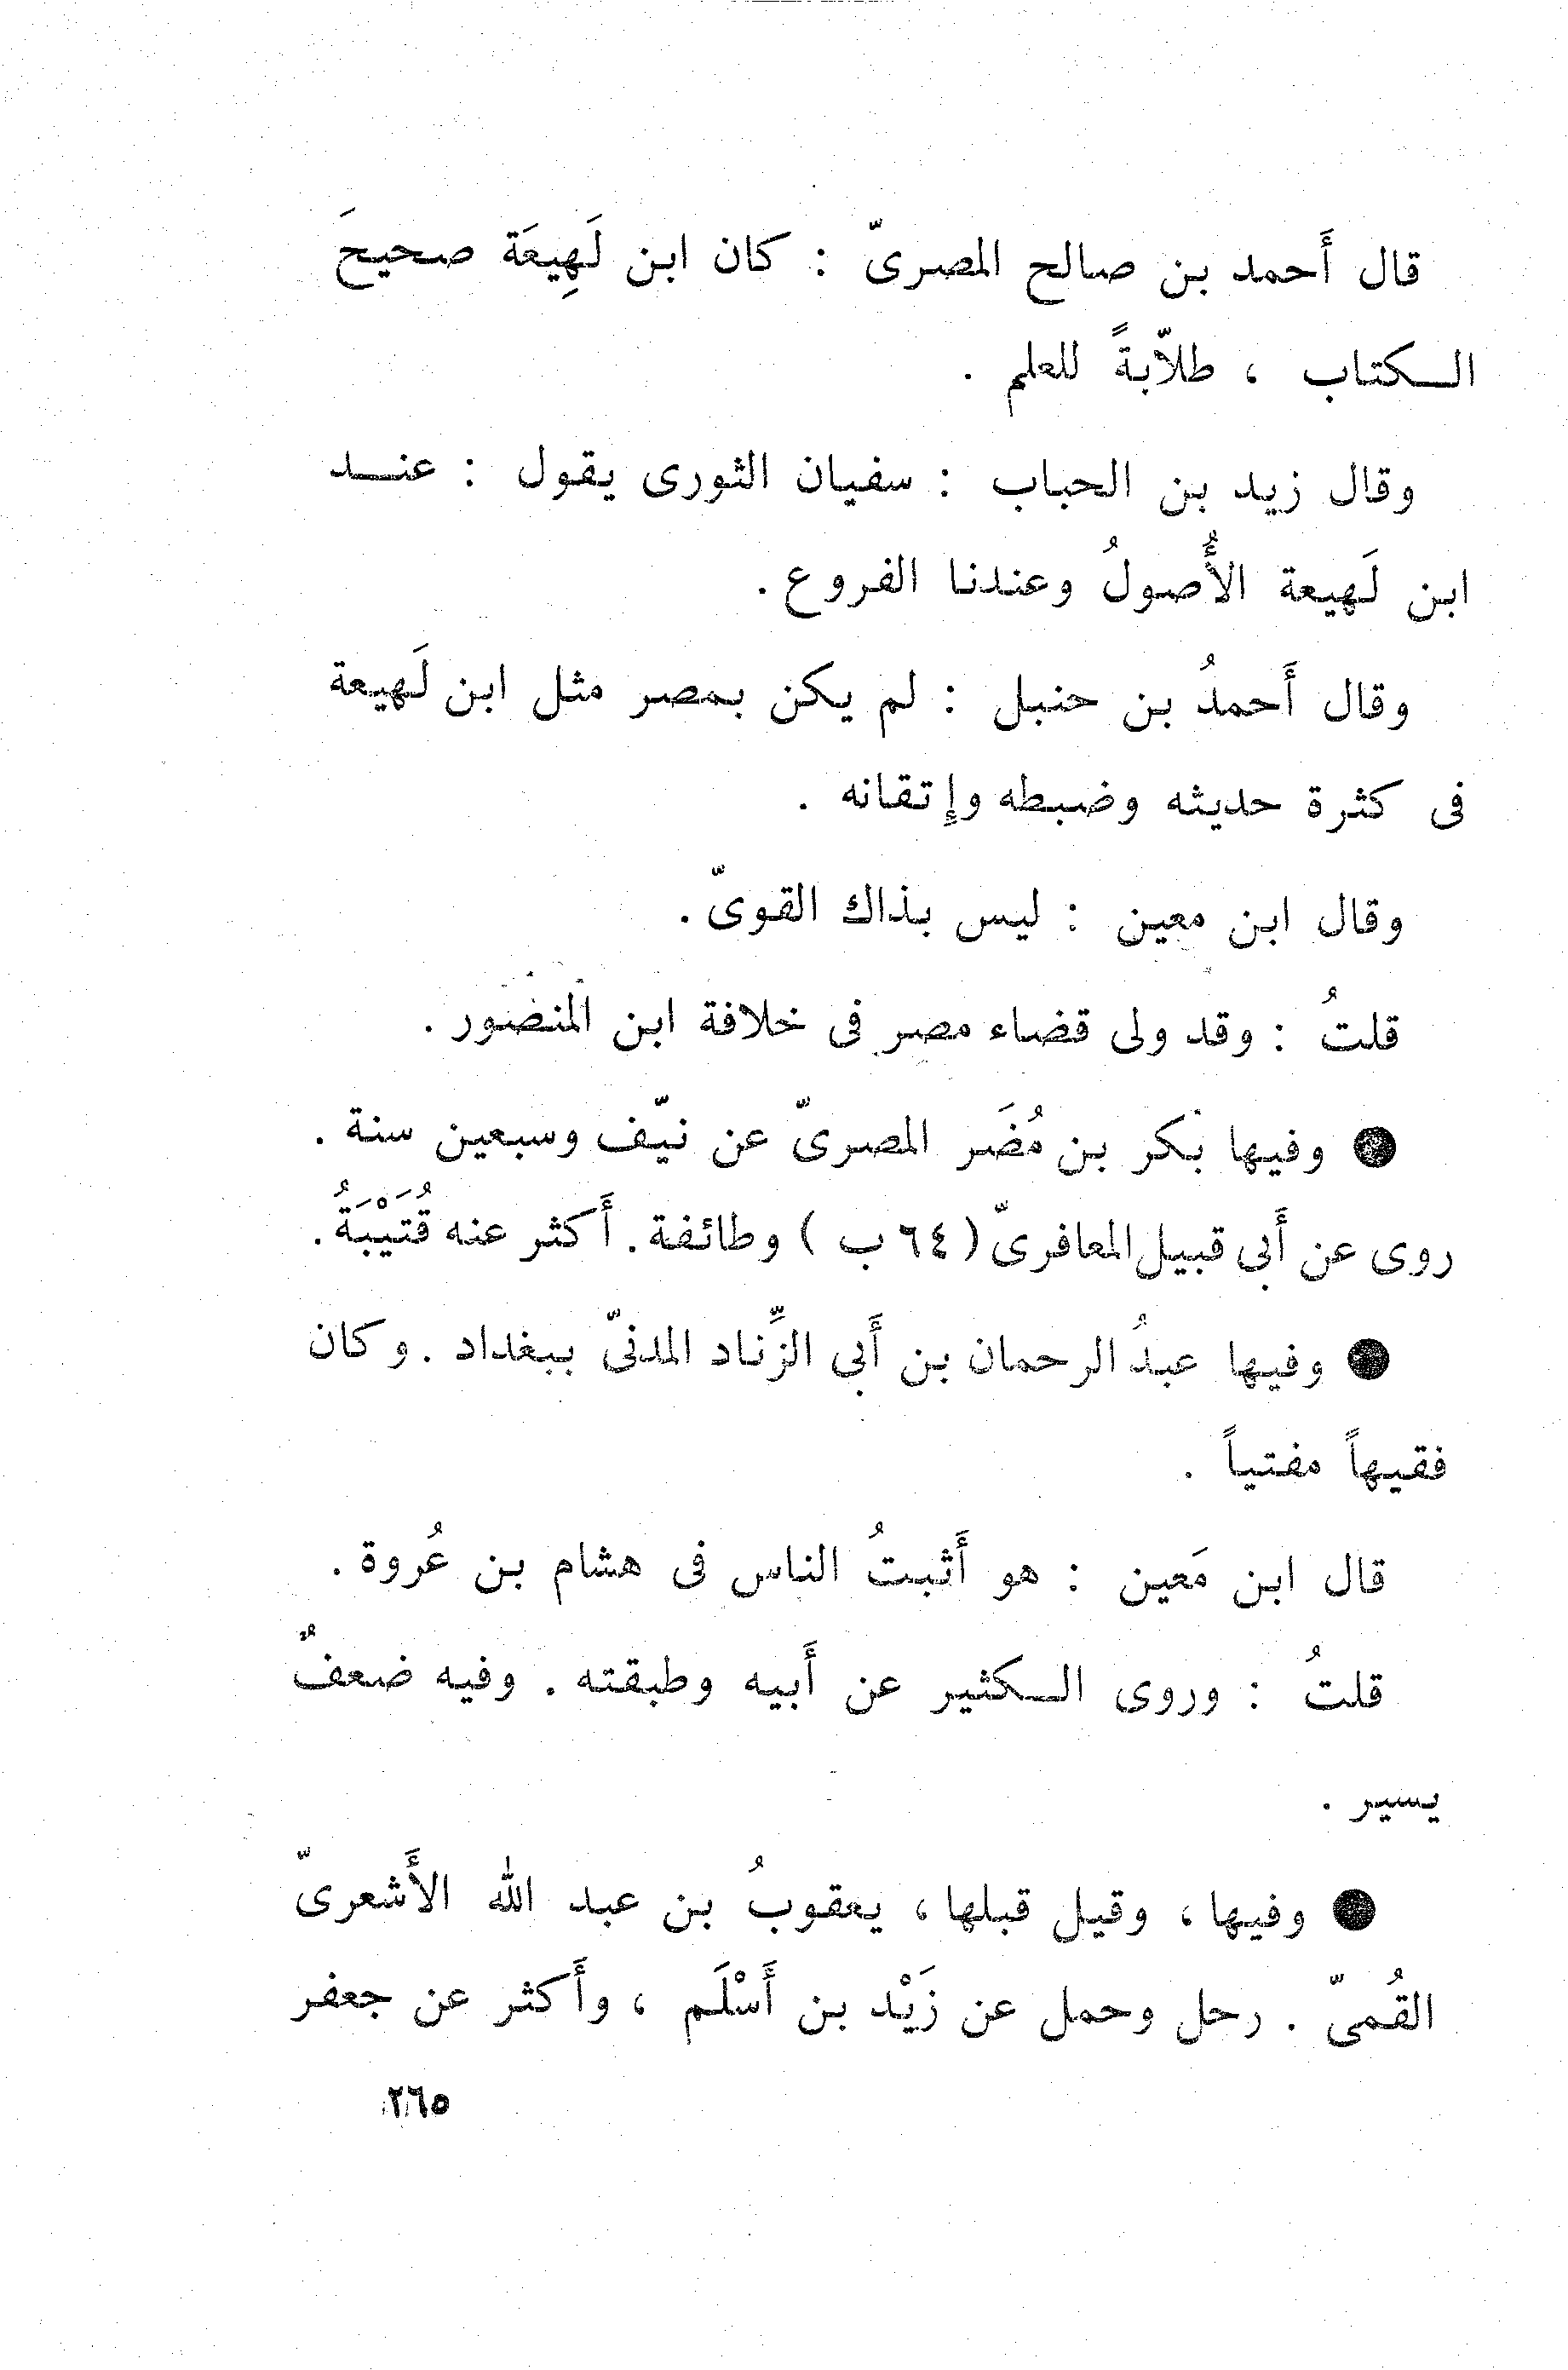 قال أَحمد بن صالح المصرىّ : كان ابن لَهِيعَة صحيحَ
الـكتاب ، طلاّبةً للعلم .
وقال زيد بن الحباب : سفيان الثورى يقول : عنـد
ابن لَهيعة الأُصولُ وعندنا الفروع .
وقال أَحمدُ بن حنبل : لم يكن بمصر مثل ابن لَهيعة
فى كثرة حديثه وضبطه وإِتقانه .
وقال ابن معين : ليس بذاك القوىّ .
قلتُ : وقد ولى قضاء مصر فى خلافة ابن المنصور .
● وفيها بكر بن مُضَر المصرىّ عن نيّف وسبعين سنة .
روى عن أَبى قبيل المعافرىّ ( ٦٤ ب ) وطائفة . أَكثر عنه قُتَيْبَةُ .
● وفيها عبدُ الرحمان بن أَبى الزِّناد المدنىّ ببغداد . وكان
فقيهاً مفتياً .
قال ابن مَعين : هو أَثبتُ الناس فى هشام بن عُروة .
قلتُ : وروى الـكثير عن أَبيه وطبقته . وفيه ضعفٌ
يسير .
● وفيها ، وقيل قبلها ، يعقوبُ بن عبد الله الأَشعرىّ
القُمىّ . رحل وحمل عن زَيْد بن أَسْلَم ، وأَكثر عن جعفر
٢٦٥